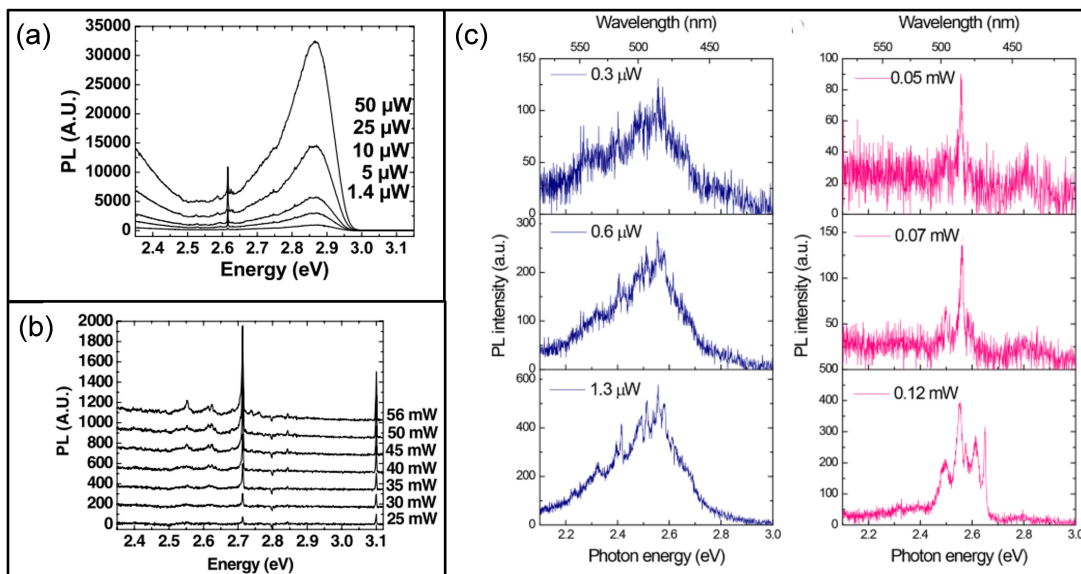 (a)
35000
30000
25000
20000
15000
10000
5000
0
PL (A.U.)
50 µW
25 µW
10 µW
5 µW
1.4 µW
2.4 2.5 2.6 2.7 2.8 2.9 3.0 3.1
Energy (eV)
(b)
2000
1800
1600
1400
1200
1000
800
600
400
200
0
PL (A.U.)
56 mW
50 mW
45 mW
40 mW
35 mW
30 mW
25 mW
2.4 2.5 2.6 2.7 2.8 2.9 3.0 3.1
Energy (eV)
(c)
Wavelength (nm)
550 500 450
150
100
50
0
0.3 µW
300
200
100
0
0.6 µW
PL intensity (a.u.)
600
400
200
0
1.3 µW
2.2 2.4 2.6 2.8 3.0
Photon energy (eV)
Wavelength (nm)
550 500 450
100
80
60
40
20
0
0.05 mW
150
100
50
0.07 mW
PL intensity (a.u.)
500
400
300
200
100
0
0.12 mW
2.2 2.4 2.6 2.8 3.0
Photon energy (eV)